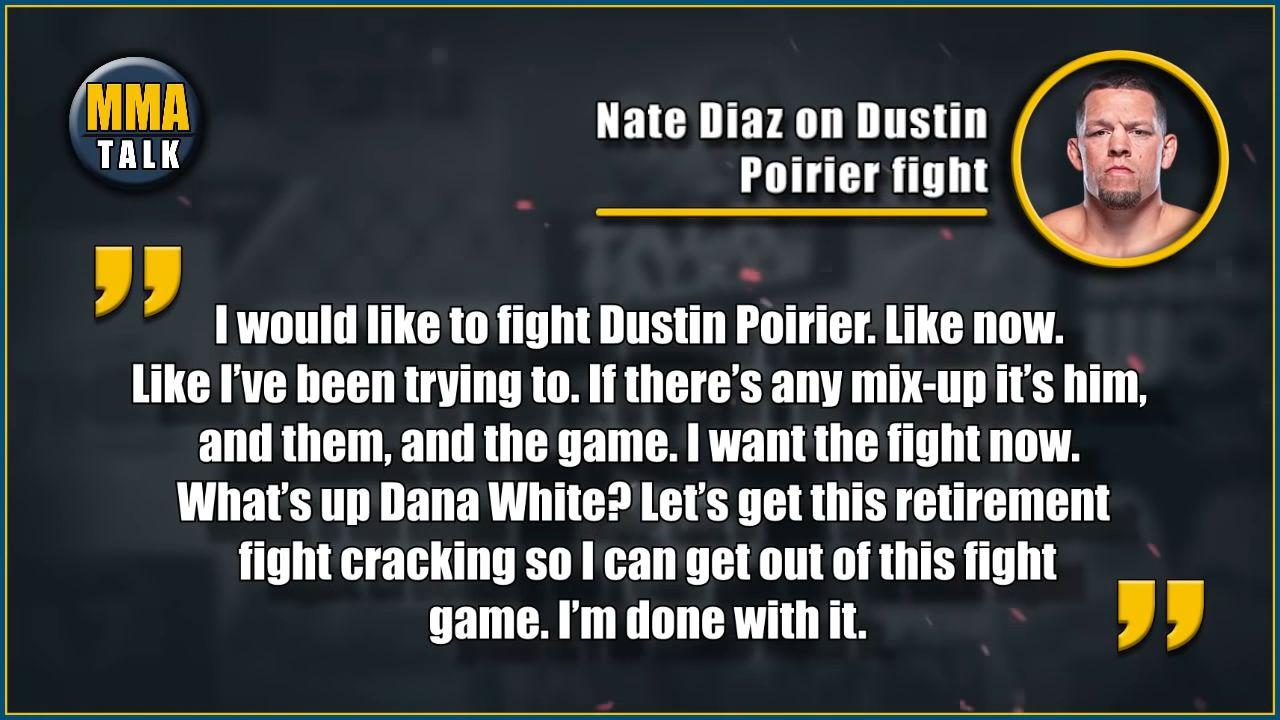 MMA
TALK
Nate Diaz on Dustin
Poirier fight
”
I would like to fight Dustin Poirier. Like now.
Like I’ve been trying to. If there’s any mix-up it’s him,
and them, and the game. I want the fight now.
What’s up Dana White? Let’s get this retirement
fight cracking so I can get out of this fight
game. I’m done with it.
”